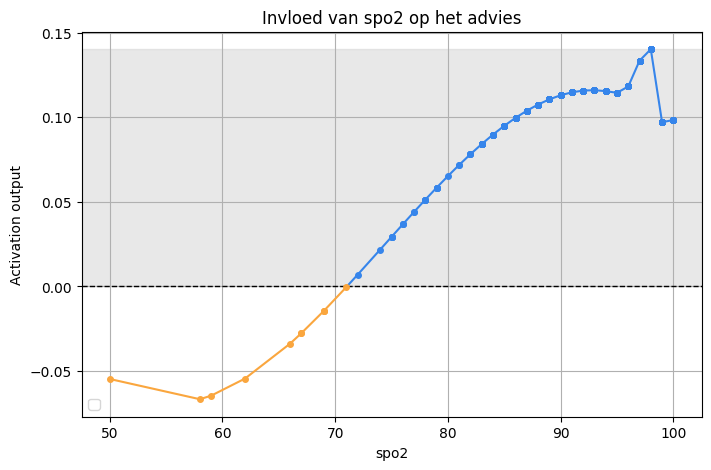 Invloed van spo2 op het advies
Activation output
0.15
0.10
0.05
0.00
−0.05
50 60 70 80 90 100
spo2